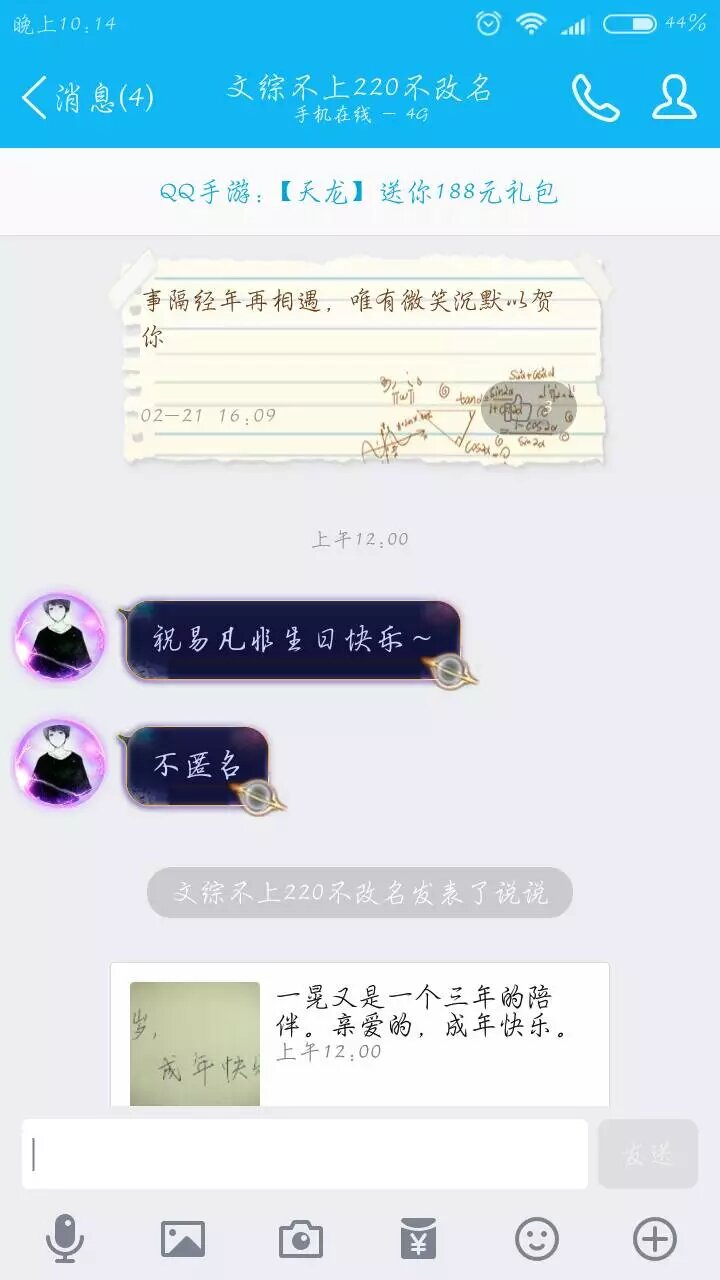 晚上10:14
44%
消息(4)
文综不上220不改名
手机在线 - 4G
QQ手游:【天龙】送你188元礼包
事隔经年再相遇，唯有微笑沉默以贺
你
02-21 16:09
上午12:00
祝易凡非生日快乐~
不匿名
文综不上220不改名发表了说说
一晃又是一个三年的陪
伴。亲爱的，成年快乐。
上午12:00
岁，
成年快乐
发送